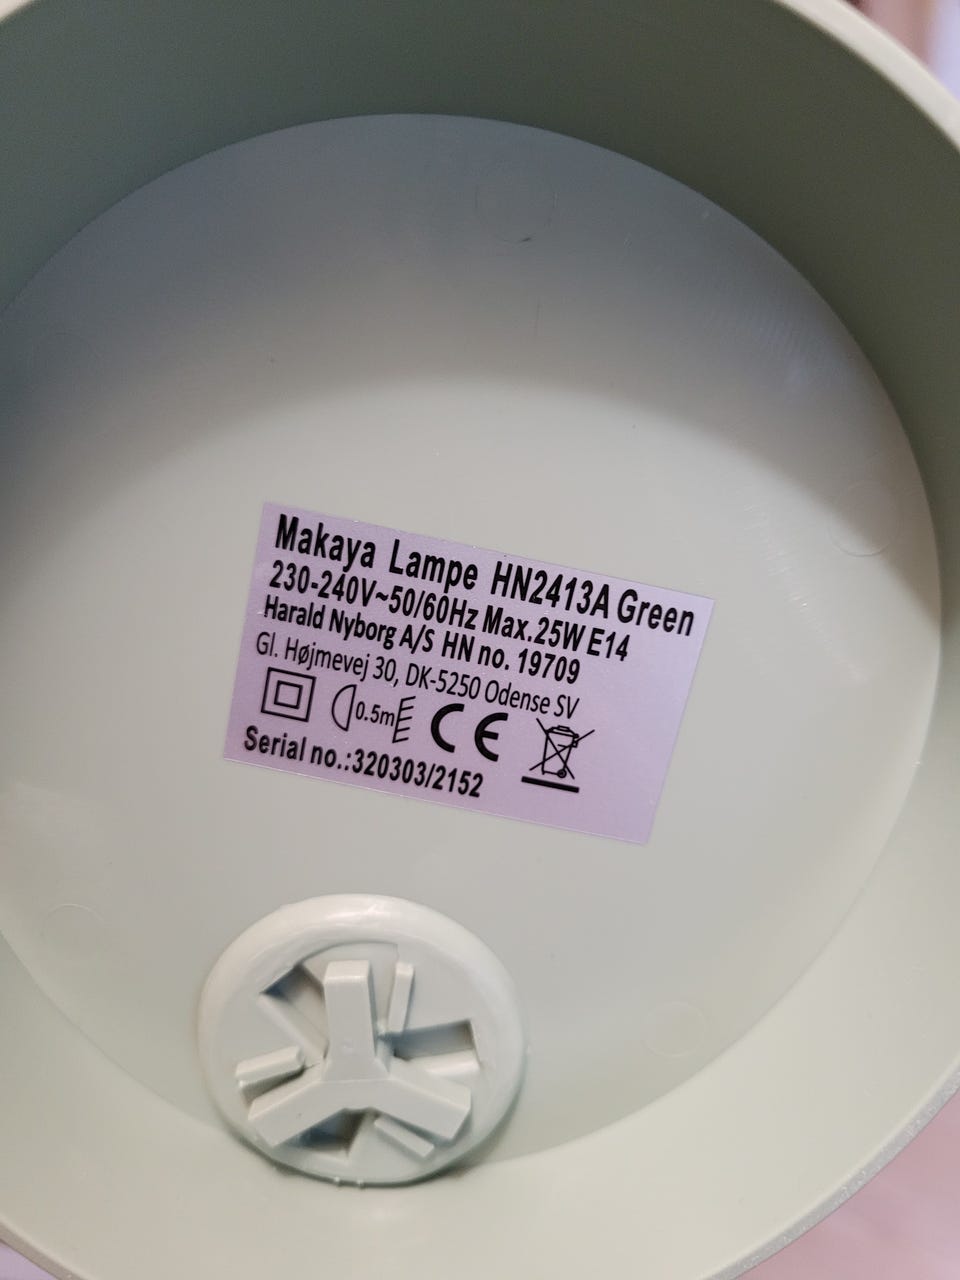 Makaya Lampe HN2413A Green
230-240V~50/60Hz Max.25W E14
Harald Nyborg A/S HN no. 19709
Gl. Højmevej 30, DK-5250 Odense SV
0.5m CE
Serial no.:320303/2152